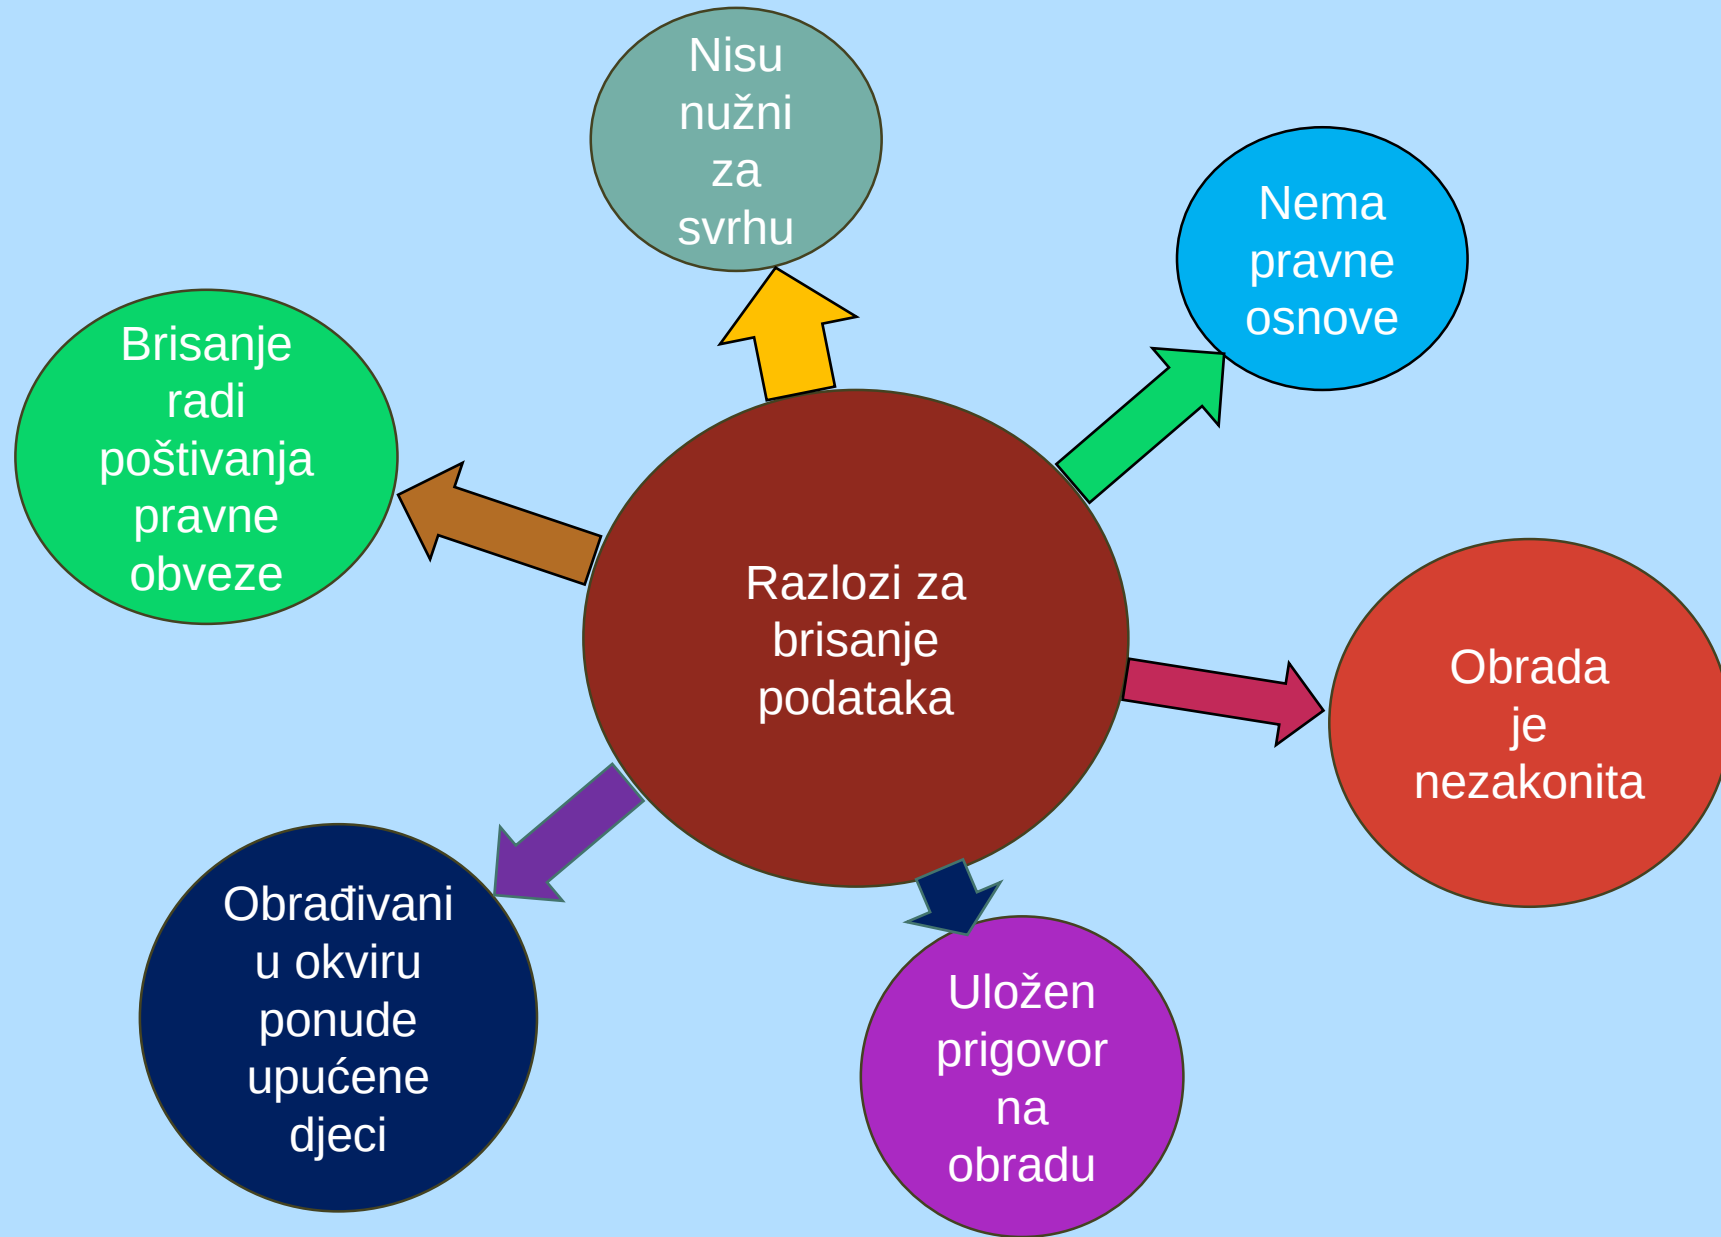 Nisu
nužni
za
svrhu
Nema
pravne
osnove
Brisanje
radi
poštivanja
pravne
obveze
Razlozi za
brisanje
podataka
Obrada
je
nezakonita
Obrađivani
u okviru
ponude
upućene
djeci
Uložen
prigovor
na
obradu